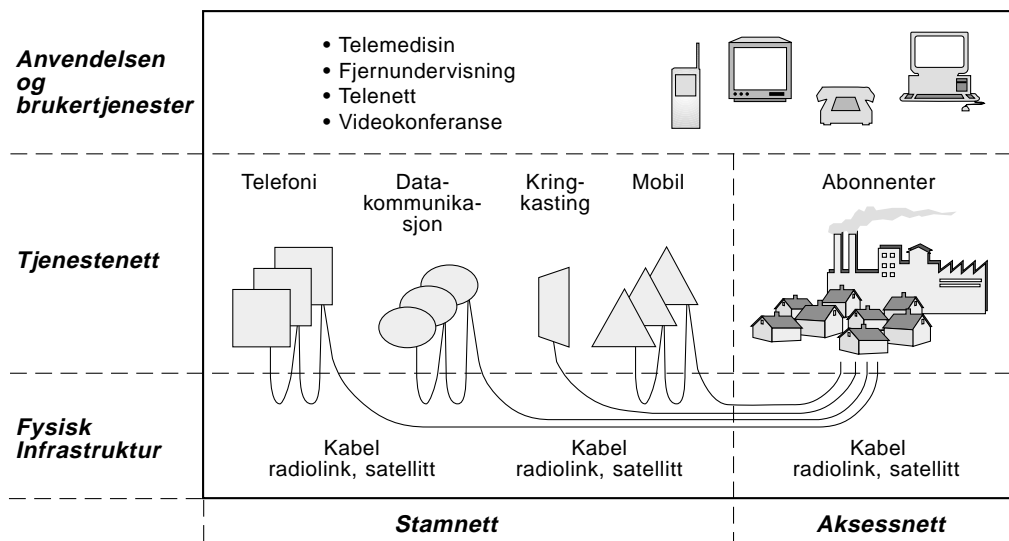 Anvendelsen
og
brukertjenester
• Telemedisin
• Fjernundervisning
• Telenett
• Videokonferanse
Tjenestenett
Telefoni
Data-
kommunika-
sjon
Kring-
kasting
Mobil
Abonnenter
Fysisk
Infrastruktur
Kabel
radiolink, satellitt
Kabel
radiolink, satellitt
Kabel
radiolink, satellitt
Stamnett
Aksessnett